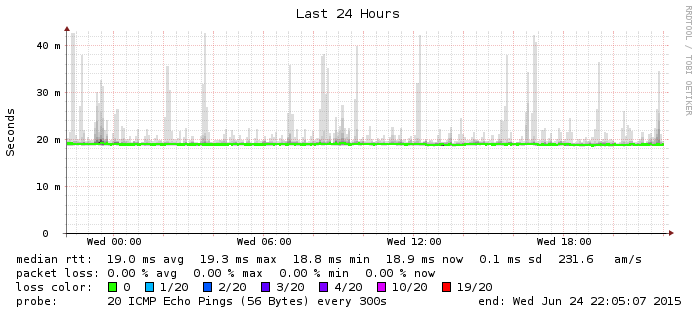 Last 24 Hours
RRDTOOL / TOBI OETIKER
Seconds
40 m
30 m
20 m
10 m
0
Wed 00:00 Wed 06:00 Wed 12:00 Wed 18:00
median rtt: 19.0 ms avg 19.3 ms max 18.8 ms min 18.9 ms now 0.1 ms sd 231.6 am/s
packet loss: 0.00 % avg 0.00 % max 0.00 % min 0.00 % now
loss color: 0 1/20 2/20 3/20 4/20 10/20 19/20
probe: 20 ICMP Echo Pings (56 Bytes) every 300s end: Wed Jun 24 22:05:07 2015